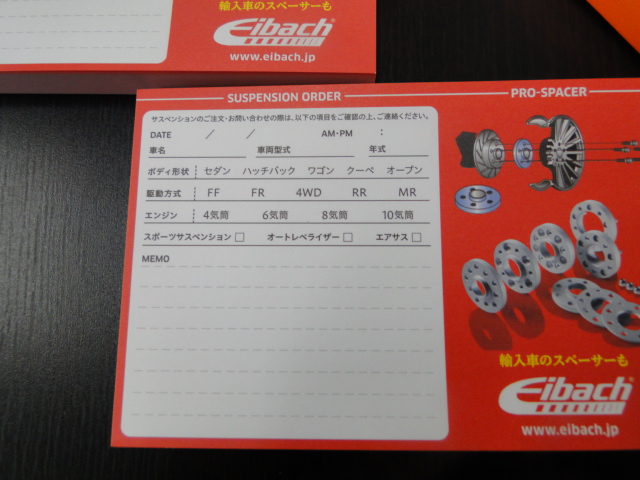 輸入車のスペーサーも
Eibach
www.eibach.jp
SUSPENSION ORDER
PRO-SPACER
サスペンションのご注文・お問い合わせの際は、以下の項目をご確認の上、ご連絡ください。
DATE / / AM・PM :
車名 車両型式 年式
ボディ形状 セダン ハッチバック ワゴン クーペ オープン
駆動方式 FF FR 4WD RR MR
エンジン 4気筒 6気筒 8気筒 10気筒
スポーツサスペンション □ オートレベライザー □ エアサス □
MEMO
輸入車のスペーサーも
Eibach
www.eibach.jp